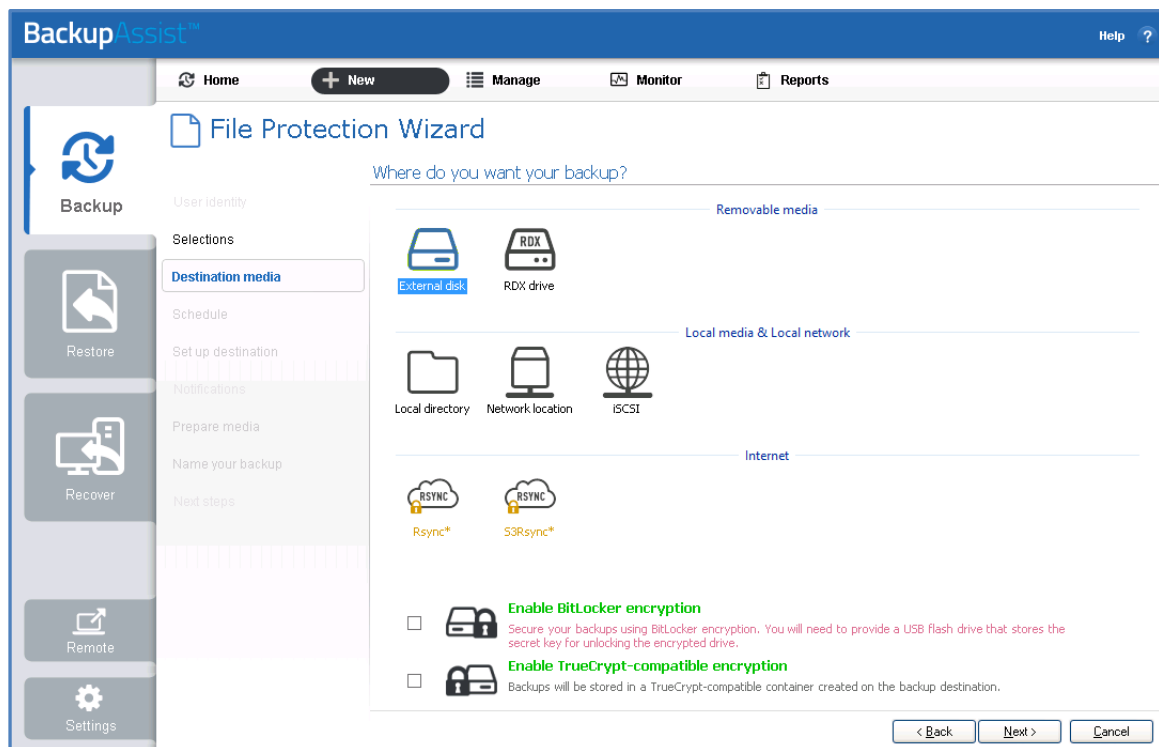 BackupAssist™
Help ?
Home New Manage Monitor Reports
File Protection Wizard
Backup
Restore
Recover
Remote
Settings
User identity
Selections
Destination media
Schedule
Set up destination
Notifications
Prepare media
Name your backup
Next steps
Where do you want your backup?
Removable media
RDX
External disk RDX drive
Local media & Local network
Local directory Network location iSCSI
Internet
RSYNC RSYNC
Rsync* S3Rsync*
Enable BitLocker encryption
Secure your backups using BitLocker encryption. You will need to provide a USB flash drive that stores the
secret key for unlocking the encrypted drive.
Enable TrueCrypt-compatible encryption
Backups will be stored in a TrueCrypt-compatible container created on the backup destination.
< Back Next > Cancel